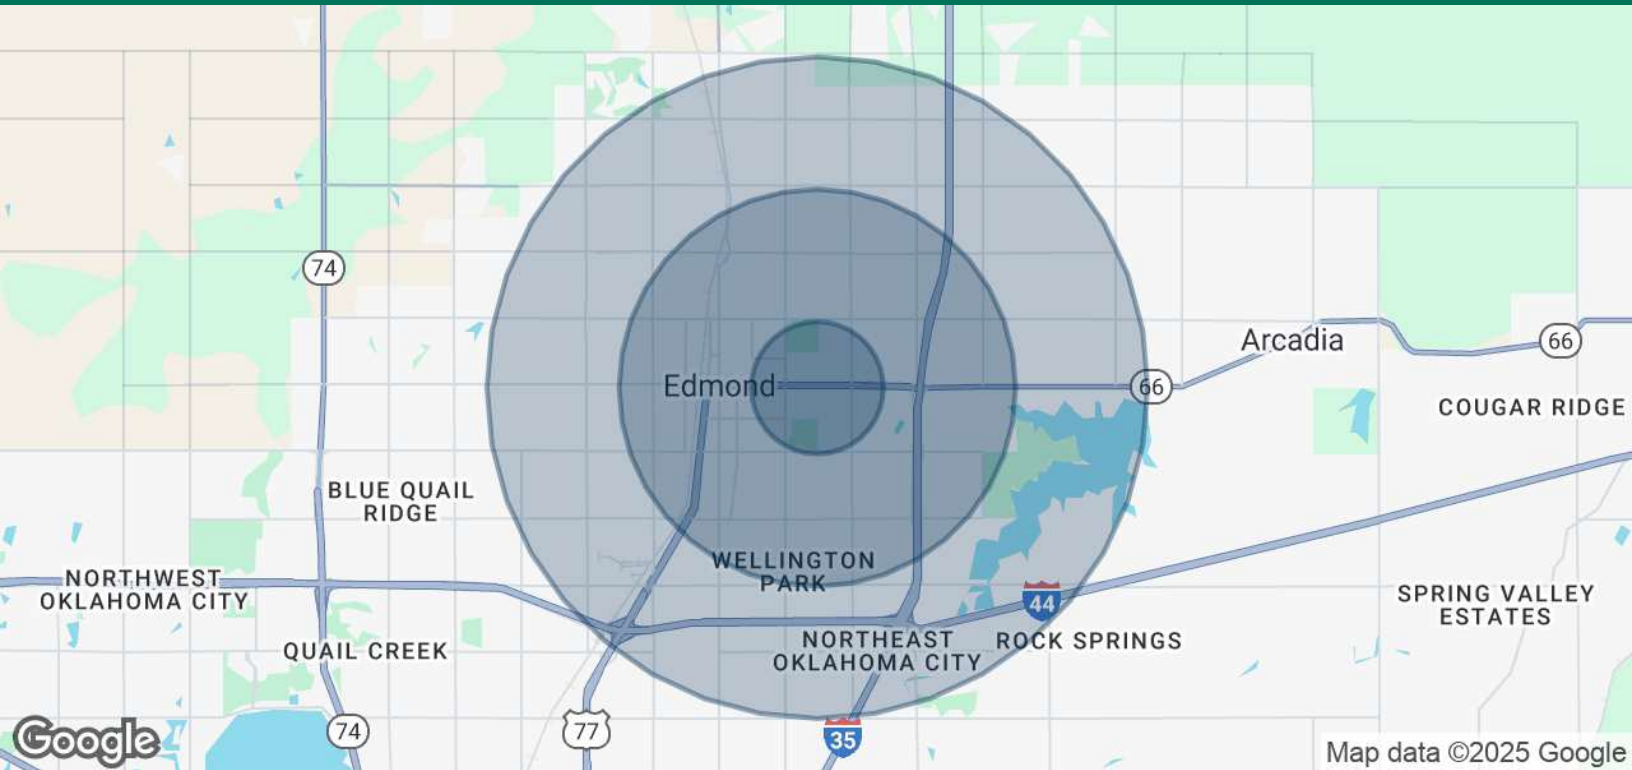 74
Arcadia
66
Edmond
66
COUGAR RIDGE
BLUE QUAIL
RIDGE
WELLINGTON
PARK
NORTHWEST
OKLAHOMA CITY
44
SPRING VALLEY
ESTATES
QUAIL CREEK
NORTHEAST
OKLAHOMA CITY
ROCK SPRINGS
74
77
35
Google
Map data ©2025 Google